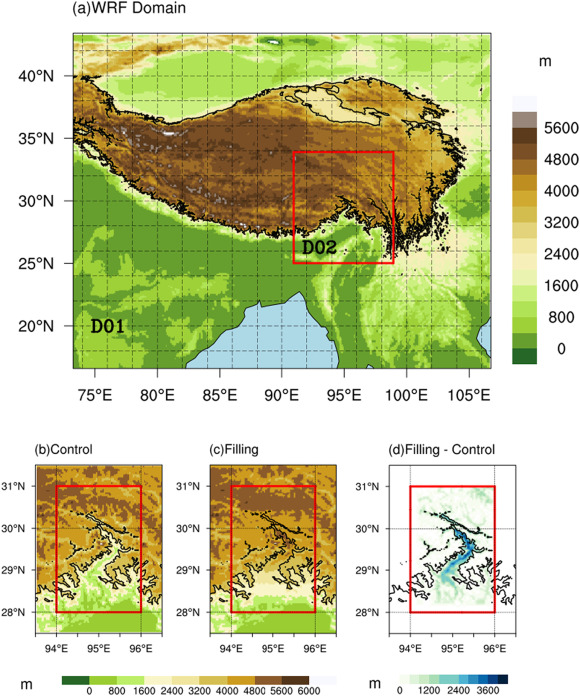 (a)WRF Domain
m
40°N
35°N
30°N
25°N
20°N
D02
D01
75°E 80°E 85°E 90°E 95°E 100°E 105°E
5600
4800
4000
3200
2400
1600
800
0
(b)Control (c)Filling (d)Filling - Control
31°N 31°N 31°N
30°N 30°N 30°N
29°N 29°N 29°N
28°N 28°N 28°N
94°E 95°E 96°E 94°E 95°E 96°E 94°E 95°E 96°E
m 0 800 1600 2400 3200 4000 4800 5600 6000 m 0 1200 2400 3600